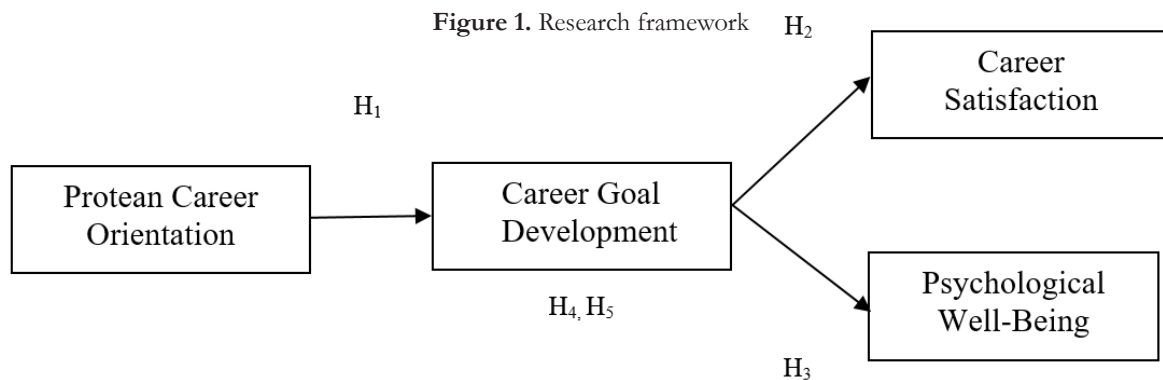 Figure 1. Research framework
H2
Career
Satisfaction
H1
Protean Career
Orientation
Career Goal
Development
H4, H5
Psychological
Well-Being
H3